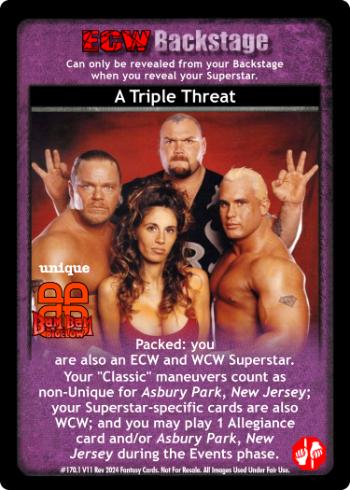 ECW Backstage
Can only be revealed from your Backstage
when you reveal your Superstar.
A Triple Threat
unique
BAM BAM
BIGELOW
Packed: you
are also an ECW and WCW Superstar.
Your "Classic" maneuvers count as
non-Unique for Asbury Park, New Jersey;
your Superstar-specific cards are also
WCW; and you may play 1 Allegiance
card and/or Asbury Park, New
Jersey during the Events phase.
#170.1 V11 Rev 2024 Fantasy Cards. Not For Resale. All Images Used Under Fair Use.